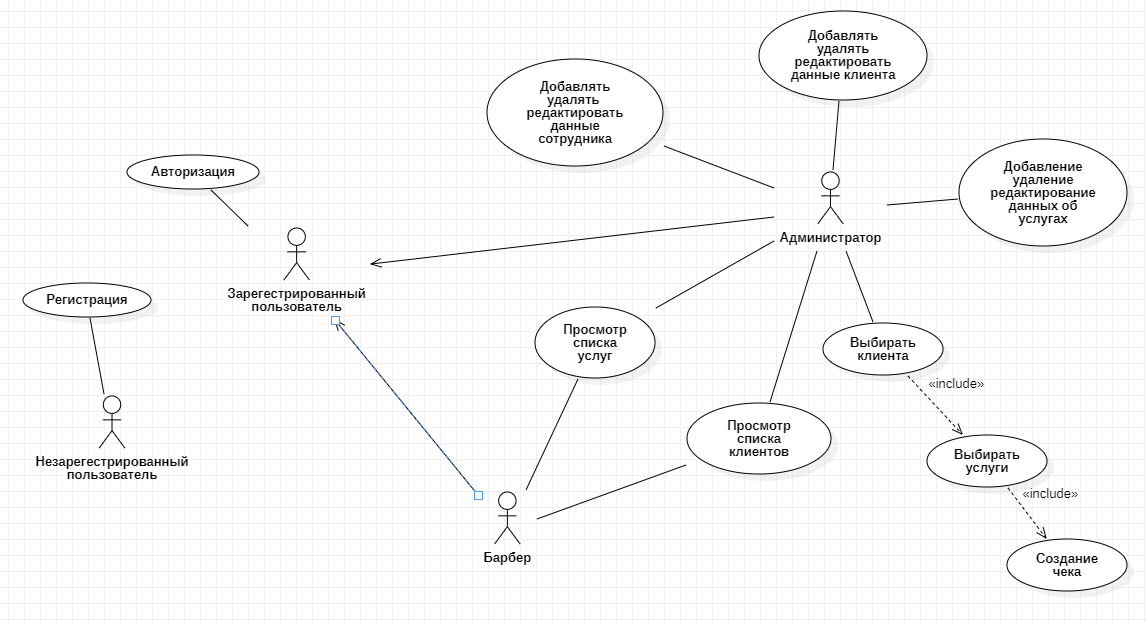 Добавлять
удалять
редактировать
данные клиента
Добавлять
удалять
редактировать
данные
сотрудника
Авторизация
Добавление
удаление
редактирование
данных об
услугах
Администратор
Зарегестрированный
пользователь
Регистрация
Просмотр
списка
услуг
Выбирать
клиента
«include»
Просмотр
списка
клиентов
Незарегестрированный
пользователь
Выбирать
услуги
«include»
Барбер
Создание
чека